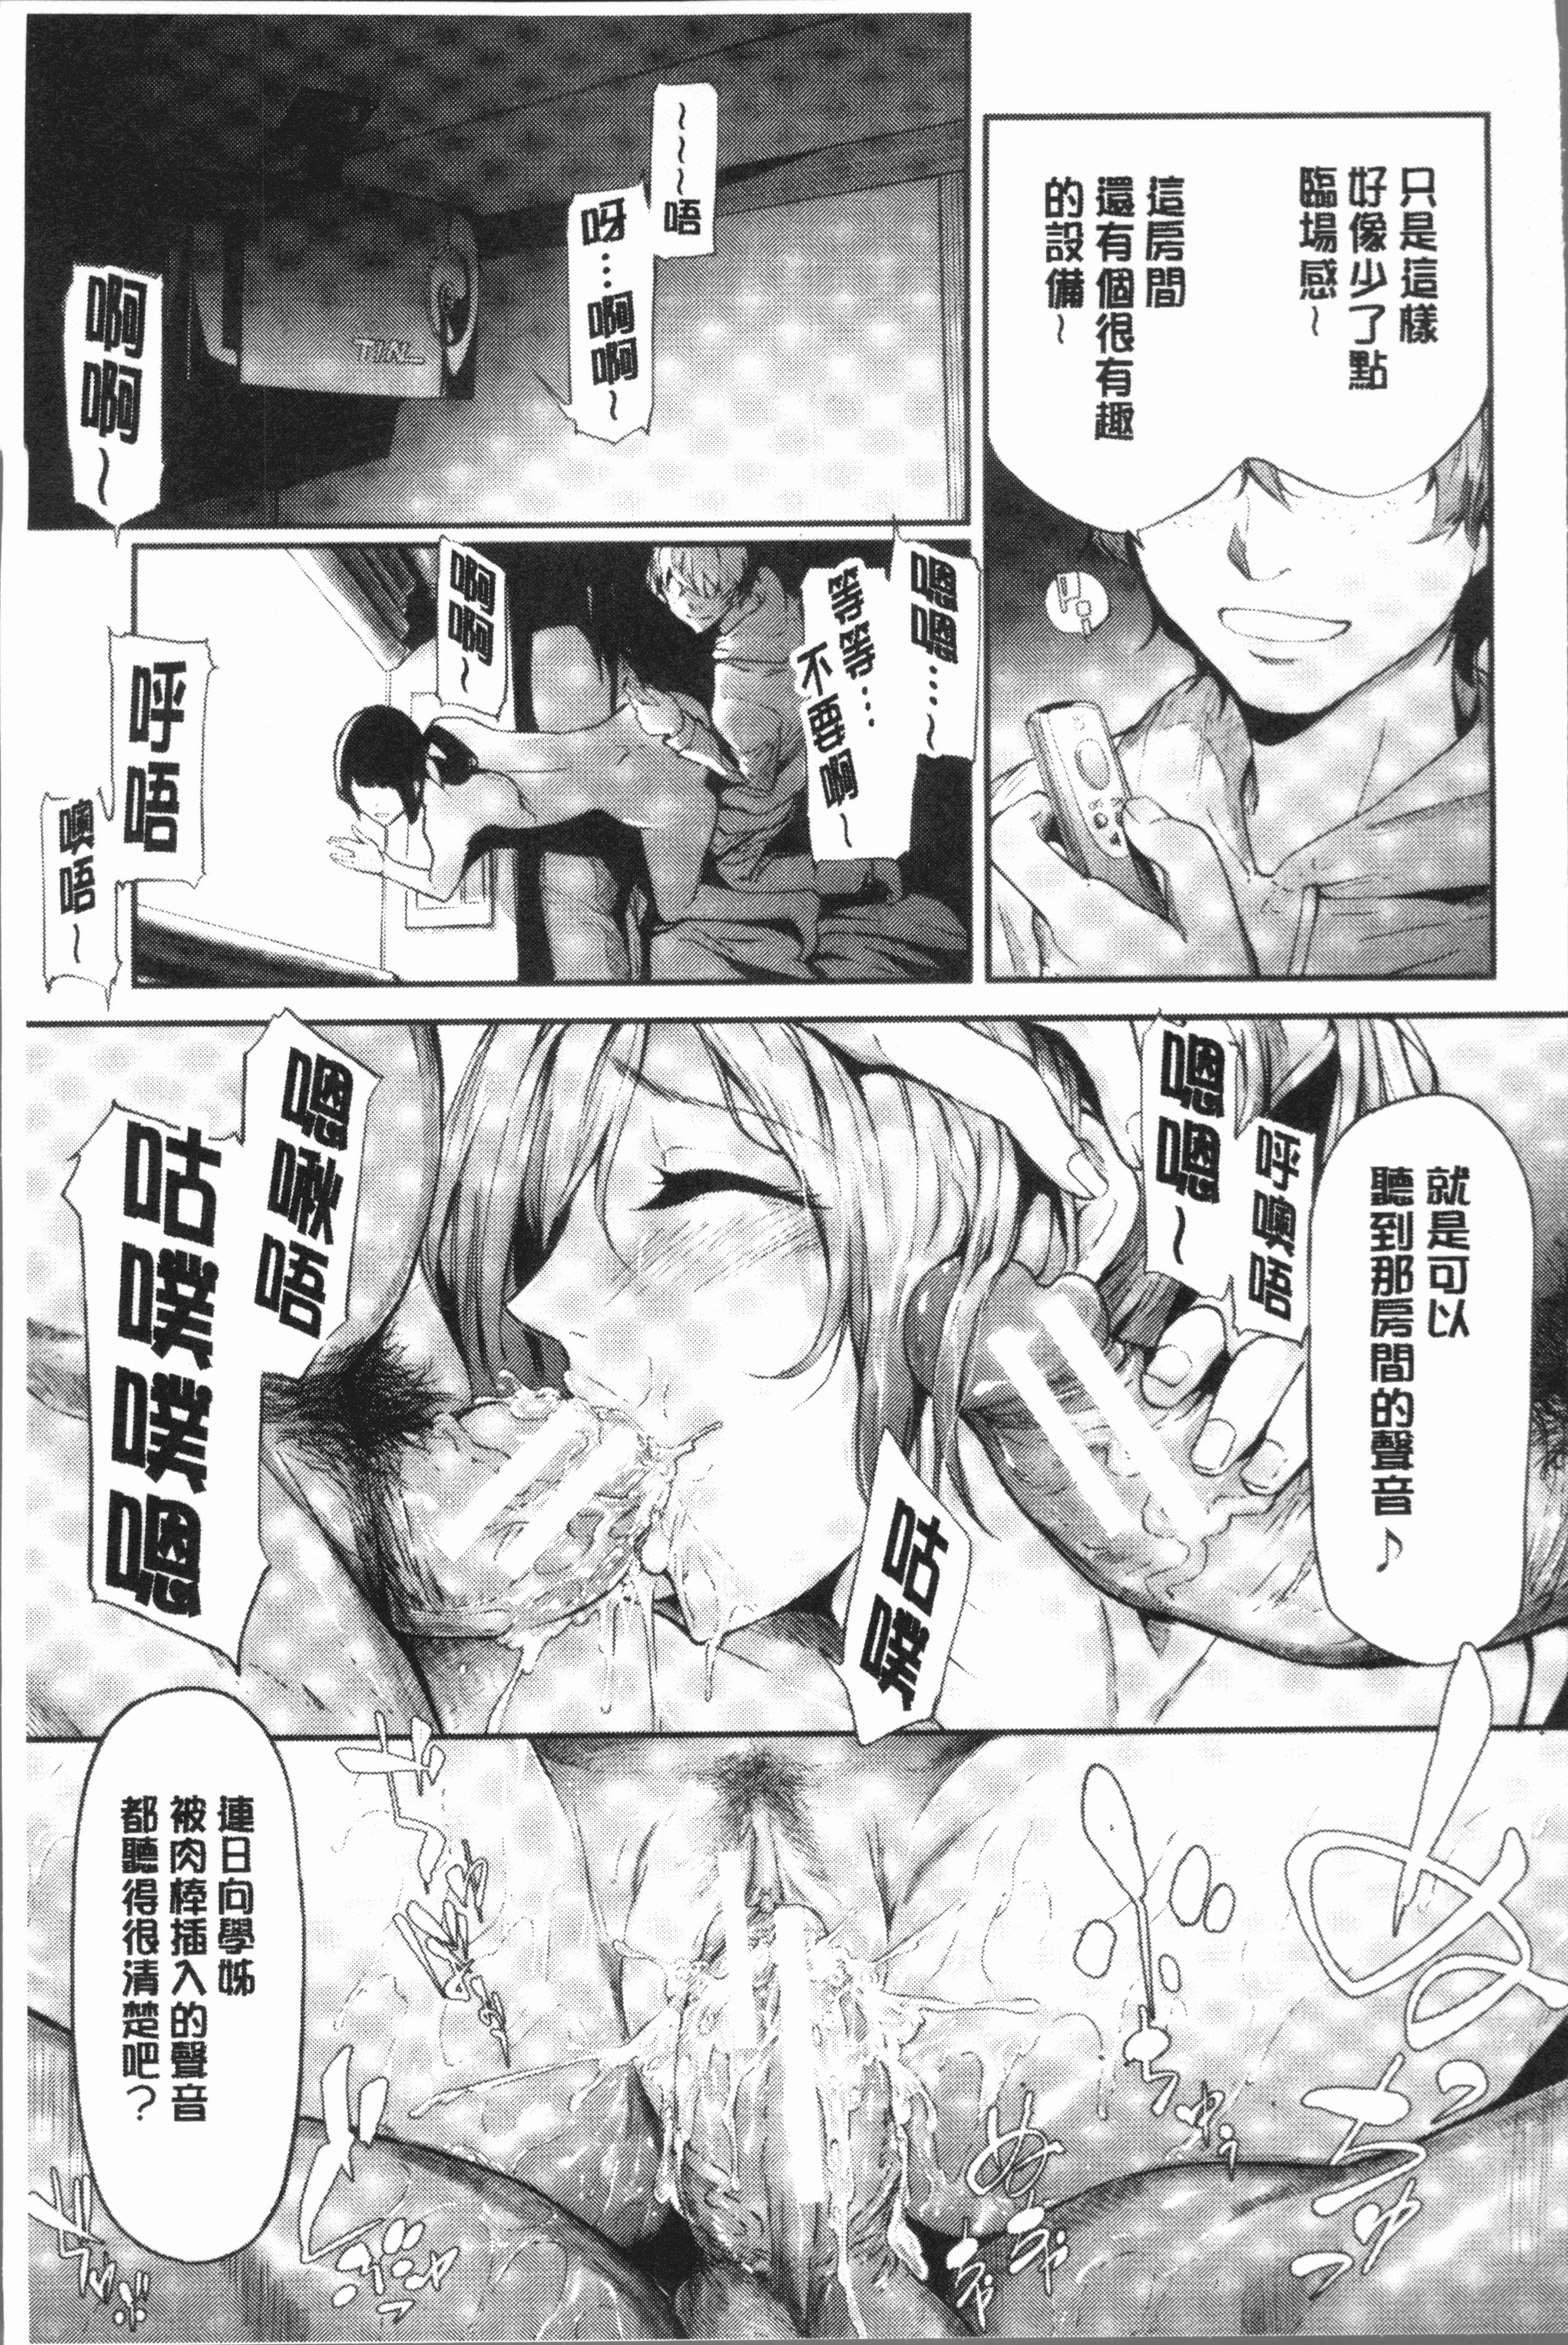 只是這樣
好像少了點
臨場感～
這房間
還有個很有趣
的設備～
～～～唔
呀…啊啊～
啊啊～
TINL
嗯嗯…～
等等…
不要啊～
啊啊～
呼唔
噢唔～
就是可以
聽到那房間的聲音♪
嗯嗯～
呼噢唔
咕噗
嗯啾唔
咕噗噗嗯
連日向學姊
被肉棒插入的聲音
都聽得很清楚吧？